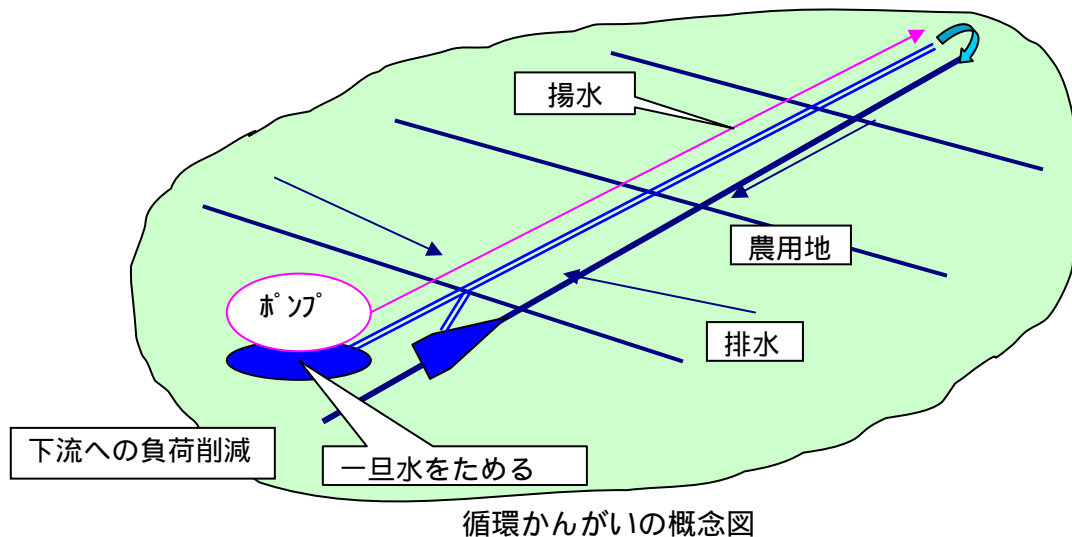 揚水
農用地
ﾎﾟﾝﾌﾟ
排水
下流への負荷削減
一旦水をためる
循環かんがいの概念図